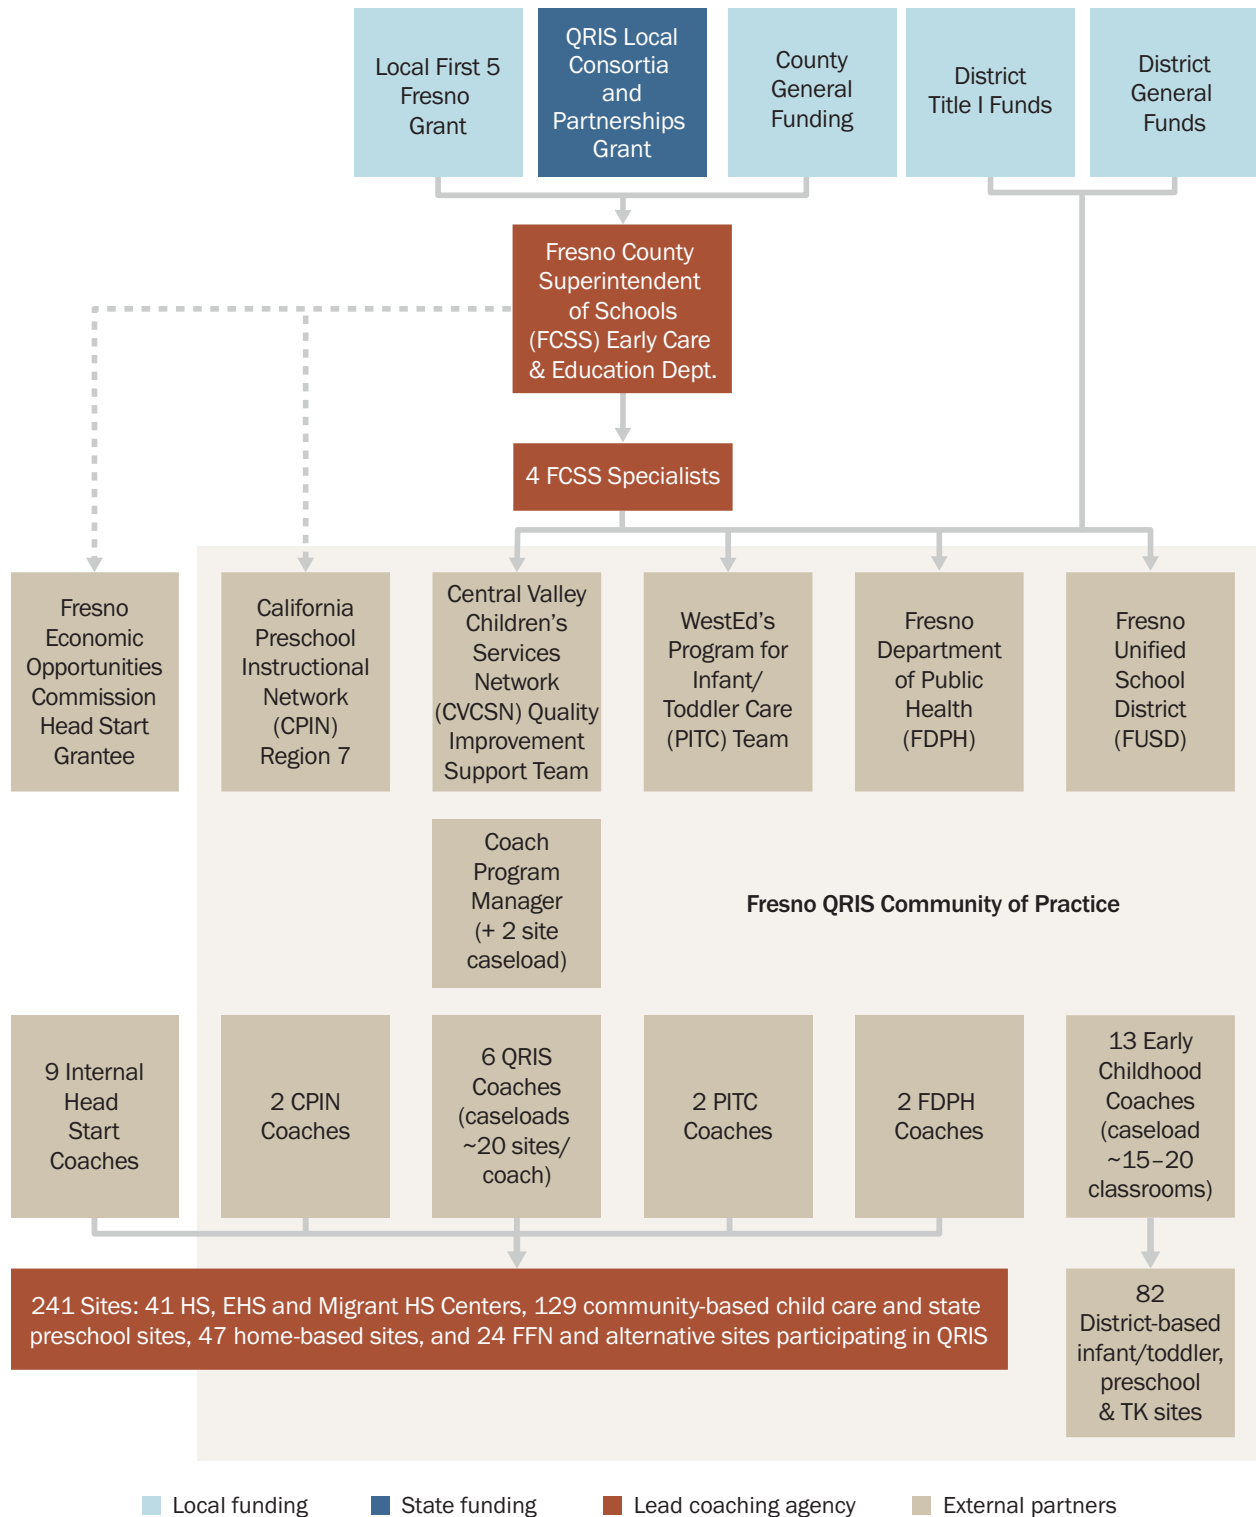 Local First 5
Fresno
Grant
QRIS Local
Consortia
and
Partnerships
Grant
County
General
Funding
District
Title I Funds
District
General
Funds
Fresno County
Superintendent
of Schools
(FCSS) Early Care
& Education Dept.
4 FCSS Specialists
Fresno
Economic
Opportunities
Commission
Head Start
Grantee
California
Preschool
Instructional
Network
(CPIN)
Region 7
Central Valley
Children's
Services
Network
(CVCSN) Quality
Improvement
Support Team
WestEd's
Program for
Infant/
Toddler Care
(PITC) Team
Fresno
Department
of Public
Health
(FDPH)
Fresno
Unified
School
District
(FUSD)
Coach
Program
Manager
(+ 2 site
caseload)
Fresno QRIS Community of Practice
9 Internal
Head
Start
Coaches
2 CPIN
Coaches
6 QRIS
Coaches
(caseloads
~20 sites/
coach)
2 PITC
Coaches
2 FDPH
Coaches
13 Early
Childhood
Coaches
(caseload
~15–20
classrooms)
241 Sites: 41 HS, EHS and Migrant HS Centers, 129 community-based child care and state
preschool sites, 47 home-based sites, and 24 FFN and alternative sites participating in QRIS
82
District-based
infant/toddler,
preschool
& TK sites
Local funding
State funding
Lead coaching agency
External partners